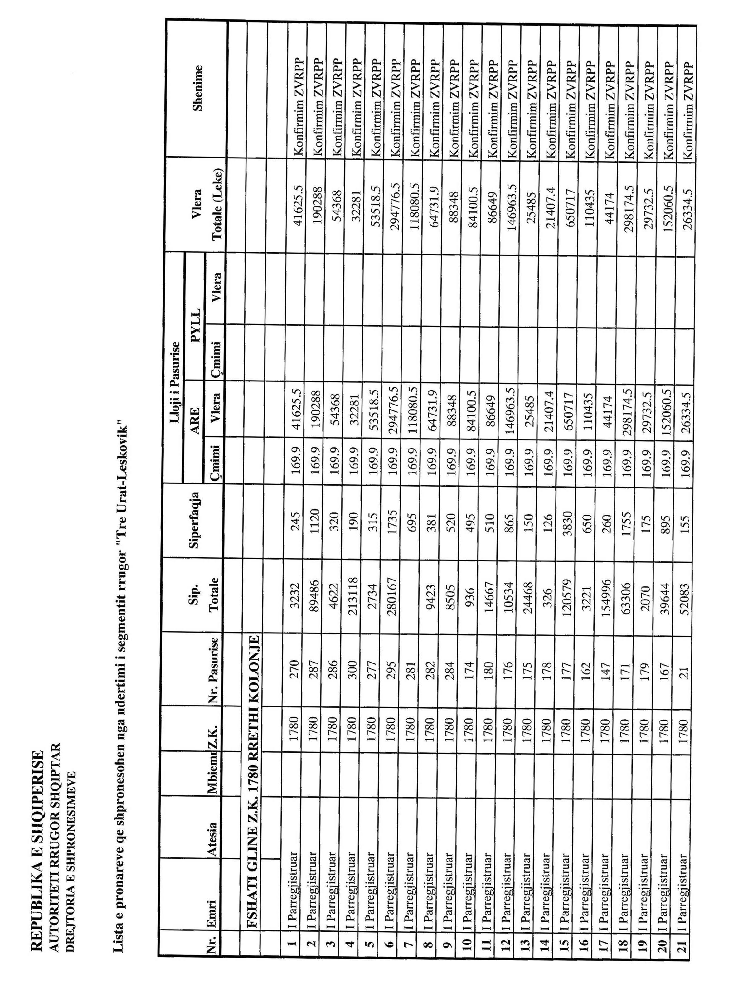 REPUBLIKA E SHQIPERISE
AUTORITETI RRUGOR SHQIPTAR
DREJTORIA E SHPRONESIMEVE
Lista e pronareve qe shpronesohen nga ndertimi i segmentit rrugor "Tre Urat-Leskovik"
Lloji i Pasurise
Sip. Siperfaqja ARE PYLL Vlera Shenime
Nr. Emri Atesia Mbiemr Z.K. Nr. Pasurise Totale Çmimi Vlera Çmimi Vlera Totale (Leke)
FSHATI GLINE Z.K. 1780 RRETHI KOLONJE
1 I Parregjistruar 1780 270 3232 245 169.9 41625.5 41625.5 Konfirmim ZVRPP
2 I Parregjistruar 1780 287 89486 1120 169.9 190288 190288 Konfirmim ZVRPP
3 I Parregjistruar 1780 286 4622 320 169.9 54368 54368 Konfirmim ZVRPP
4 I Parregjistruar 1780 300 213118 190 169.9 32281 32281 Konfirmim ZVRPP
5 I Parregjistruar 1780 277 2734 315 169.9 53518.5 53518.5 Konfirmim ZVRPP
6 I Parregjistruar 1780 295 280167 1735 169.9 294776.5 294776.5 Konfirmim ZVRPP
7 I Parregjistruar 1780 281 695 169.9 118080.5 118080.5 Konfirmim ZVRPP
8 I Parregjistruar 1780 282 9423 381 169.9 64731.9 64731.9 Konfirmim ZVRPP
9 I Parregjistruar 1780 284 8505 520 169.9 88348 88348 Konfirmim ZVRPP
10 I Parregjistruar 1780 174 936 495 169.9 84100.5 84100.5 Konfirmim ZVRPP
11 I Parregjistruar 1780 180 14667 510 169.9 86649 86649 Konfirmim ZVRPP
12 I Parregjistruar 1780 176 10534 865 169.9 146963.5 146963.5 Konfirmim ZVRPP
13 I Parregjistruar 1780 175 24468 150 169.9 25485 25485 Konfirmim ZVRPP
14 I Parregjistruar 1780 178 326 126 169.9 21407.4 21407.4 Konfirmim ZVRPP
15 I Parregjistruar 1780 177 120579 3830 169.9 650717 650717 Konfirmim ZVRPP
16 I Parregjistruar 1780 162 3221 650 169.9 110435 110435 Konfirmim ZVRPP
17 I Parregjistruar 1780 147 154996 260 169.9 44174 44174 Konfirmim ZVRPP
18 I Parregjistruar 1780 171 63306 1755 169.9 298174.5 298174.5 Konfirmim ZVRPP
19 I Parregjistruar 1780 179 2070 175 169.9 29732.5 29732.5 Konfirmim ZVRPP
20 I Parregjistruar 1780 167 39644 895 169.9 152060.5 152060.5 Konfirmim ZVRPP
21 I Parregjistruar 1780 21 52083 155 169.9 26334.5 26334.5 Konfirmim ZVRPP